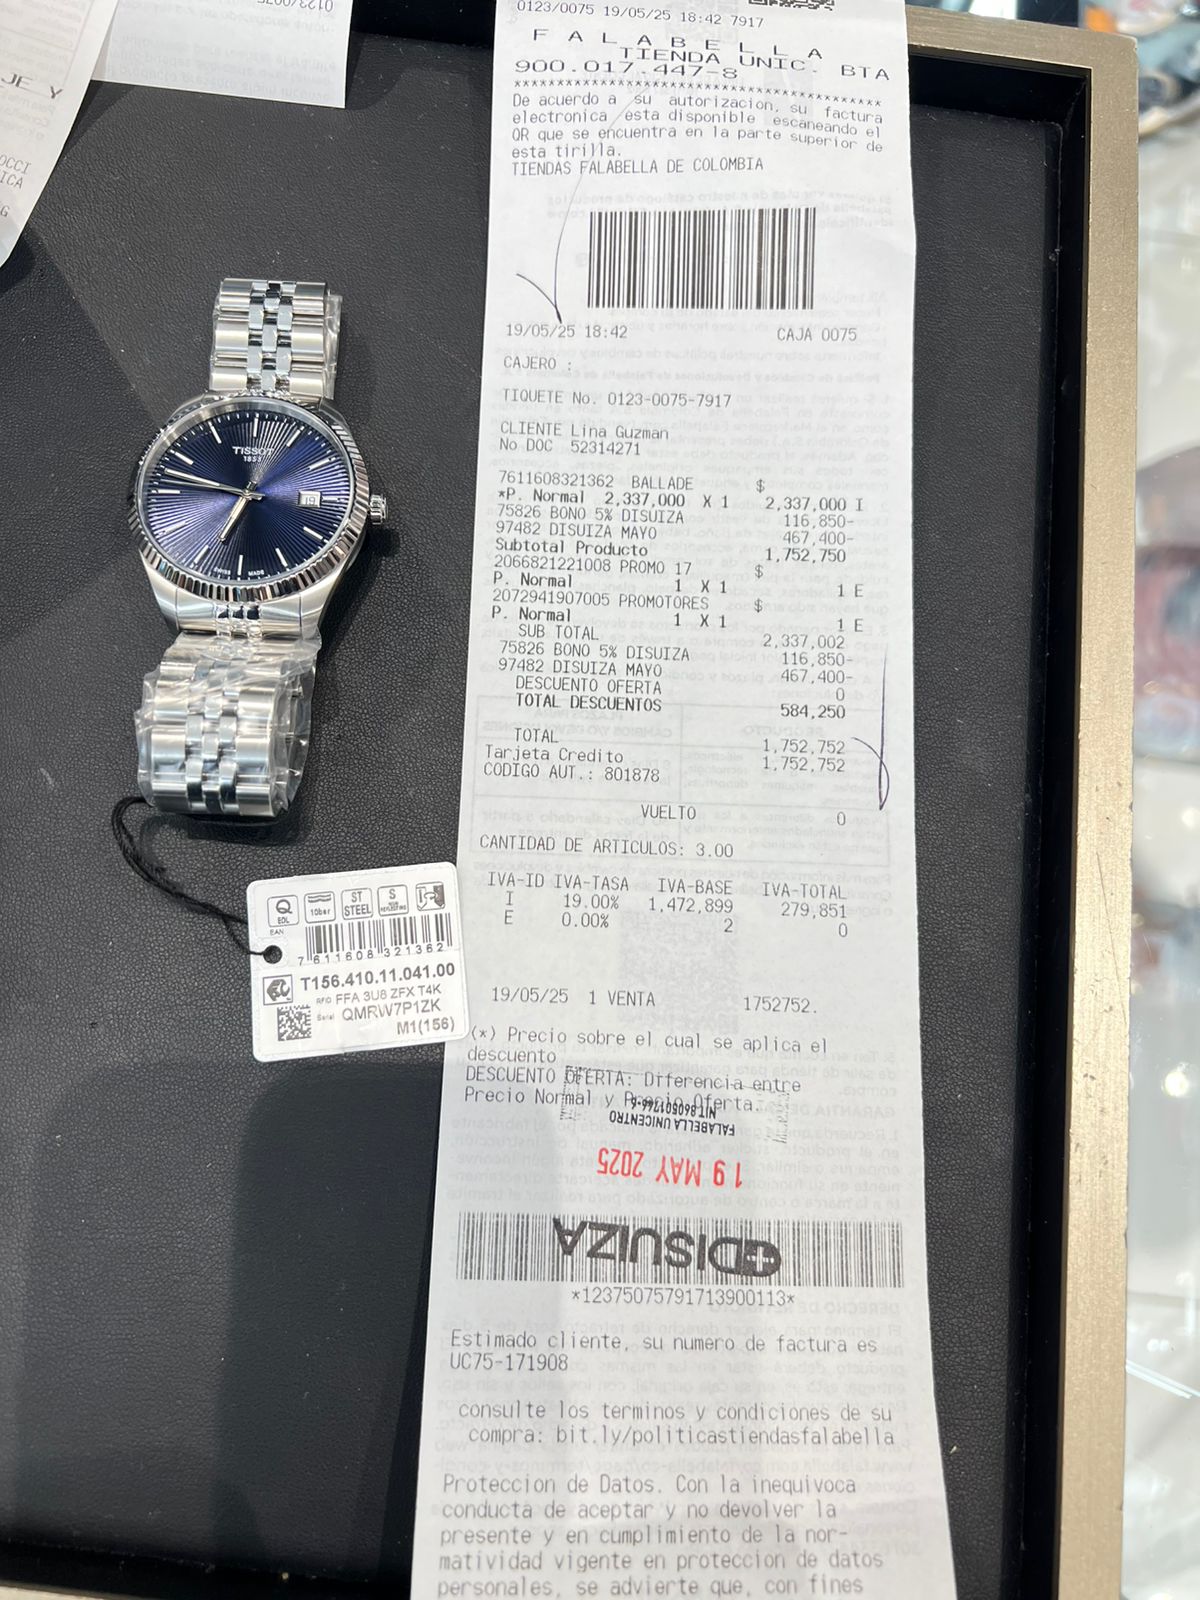 0123/0075 19/05/25 18:42 7917
F A L A B E L L A
TIENDA UNIC. BTA
900.017.447-8
******************************************
De acuerdo a su autorizacion, su factura
electronica esta disponible escaneando el
QR que se encuentra en la parte superior de
esta tirilla.
TIENDAS FALABELLA DE COLOMBIA
19/05/25 18:42 CAJA 0075
CAJERO :
TIQUETE No. 0123-0075-7917
CLIENTE Lina Guzman
No DOC 52314271
7611608321362 BALLADE $
*P. Normal 2,337,000 X 1 2,337,000 I
75826 BONO 5% DISUIZA 116,850-
97482 DISUIZA MAYO 467,400-
Subtotal Producto 1,752,750
2066821221008 PROMO 17 $
P. Normal 1 X 1 1 E
2072941907005 PROMOTORES $
P. Normal 1 X 1 1 E
SUB TOTAL 2,337,002
75826 BONO 5% DISUIZA 116,850-
97482 DISUIZA MAYO 467,400-
DESCUENTO OFERTA 0
TOTAL DESCUENTOS 584,250
TOTAL 1,752,752
Tarjeta Credito 1,752,752
CODIGO AUT.: 801878
VUELTO 0
CANTIDAD DE ARTICULOS: 3.00
IVA-ID IVA-TASA IVA-BASE IVA-TOTAL
I 19.00% 1,472,899 279,851
E 0.00% 2 0
19/05/25 1 VENTA 1752752.
(*) Precio sobre el cual se aplica el
descuento
DESCUENTO OFERTA: Diferencia entre
Precio Normal y Precio Oferta.
NIT.860501746-6
FALABELLA UNICENTRO
19 MAY 2025
DISUIZA
*12375075791713900113*
Estimado cliente, su numero de factura es
UC75-171908
consulte los terminos y condiciones de su
compra: bit.ly/politicastiendasfalabella
Proteccion de Datos. Con la inequivoca
conducta de aceptar y no devolver la
presente y en cumplimiento de la nor-
matividad vigente en proteccion de datos
personales, se advierte que, con fines
TISSOT
1853
19
SWISS MADE
Q
EOL
10bar
ST
STEEL
S
EAN
7 611608 321362
T156.410.11.041.00
RFID FFA 3U8 ZFX T4K
Serial QMRW7P1ZK
M1(156)
JE Y
OCCI
ICA